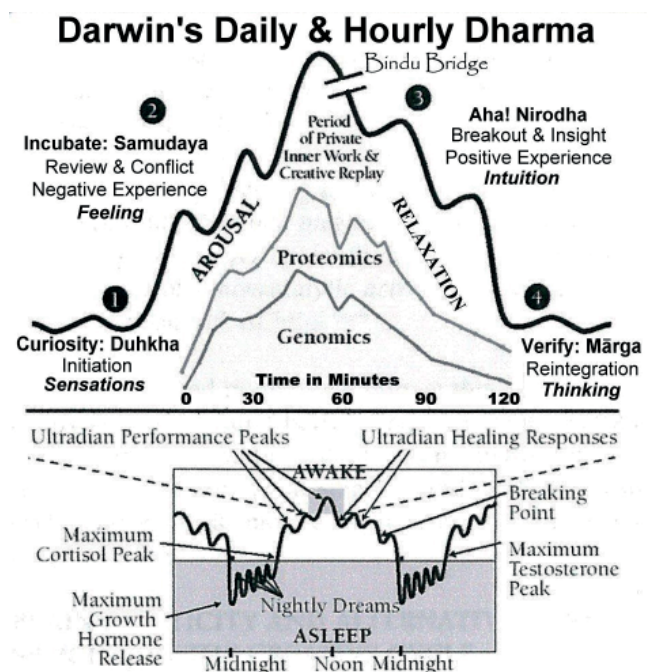 Darwin's Daily & Hourly Dharma
Bindu Bridge
2
3
Incubate: Samudaya
Review & Conflict
Negative Experience
Feeling
Period
of Private
Inner Work &
Creative Replay
Aha! Nirodha
Breakout & Insight
Positive Experience
Intuition
AROUSAL
RELAXATION
Proteomics
Genomics
1
Curiosity: Duhkha
Initiation
Sensations
4
Verify: Mārga
Reintegration
Thinking
Time in Minutes
0 30 60 90 120
Ultradian Performance Peaks
Ultradian Healing Responses
AWAKE
Breaking
Point
Maximum
Cortisol Peak
Maximum
Testosterone
Peak
Maximum
Growth
Hormone
Release
Nightly Dreams
ASLEEP
Midnight Noon Midnight